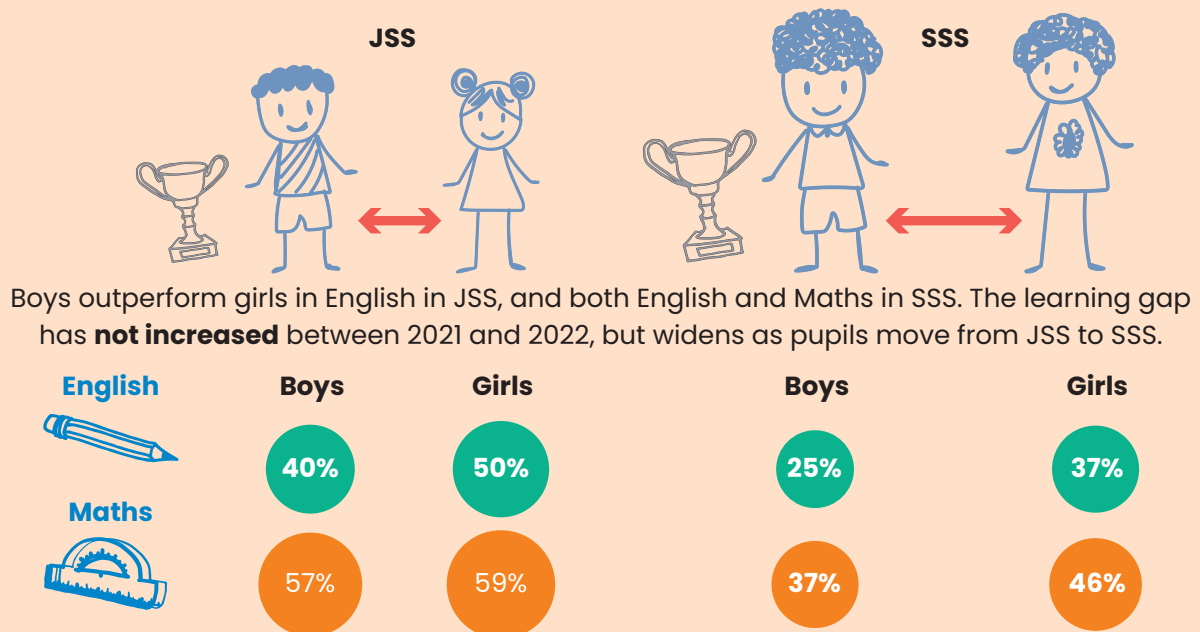 JSS
SSS
Boys outperform girls in English in JSS, and both English and Maths in SSS. The learning gap
has not increased between 2021 and 2022, but widens as pupils move from JSS to SSS.
English Boys Girls Boys Girls
40% 50% 25% 37%
Maths
57% 59% 37% 46%